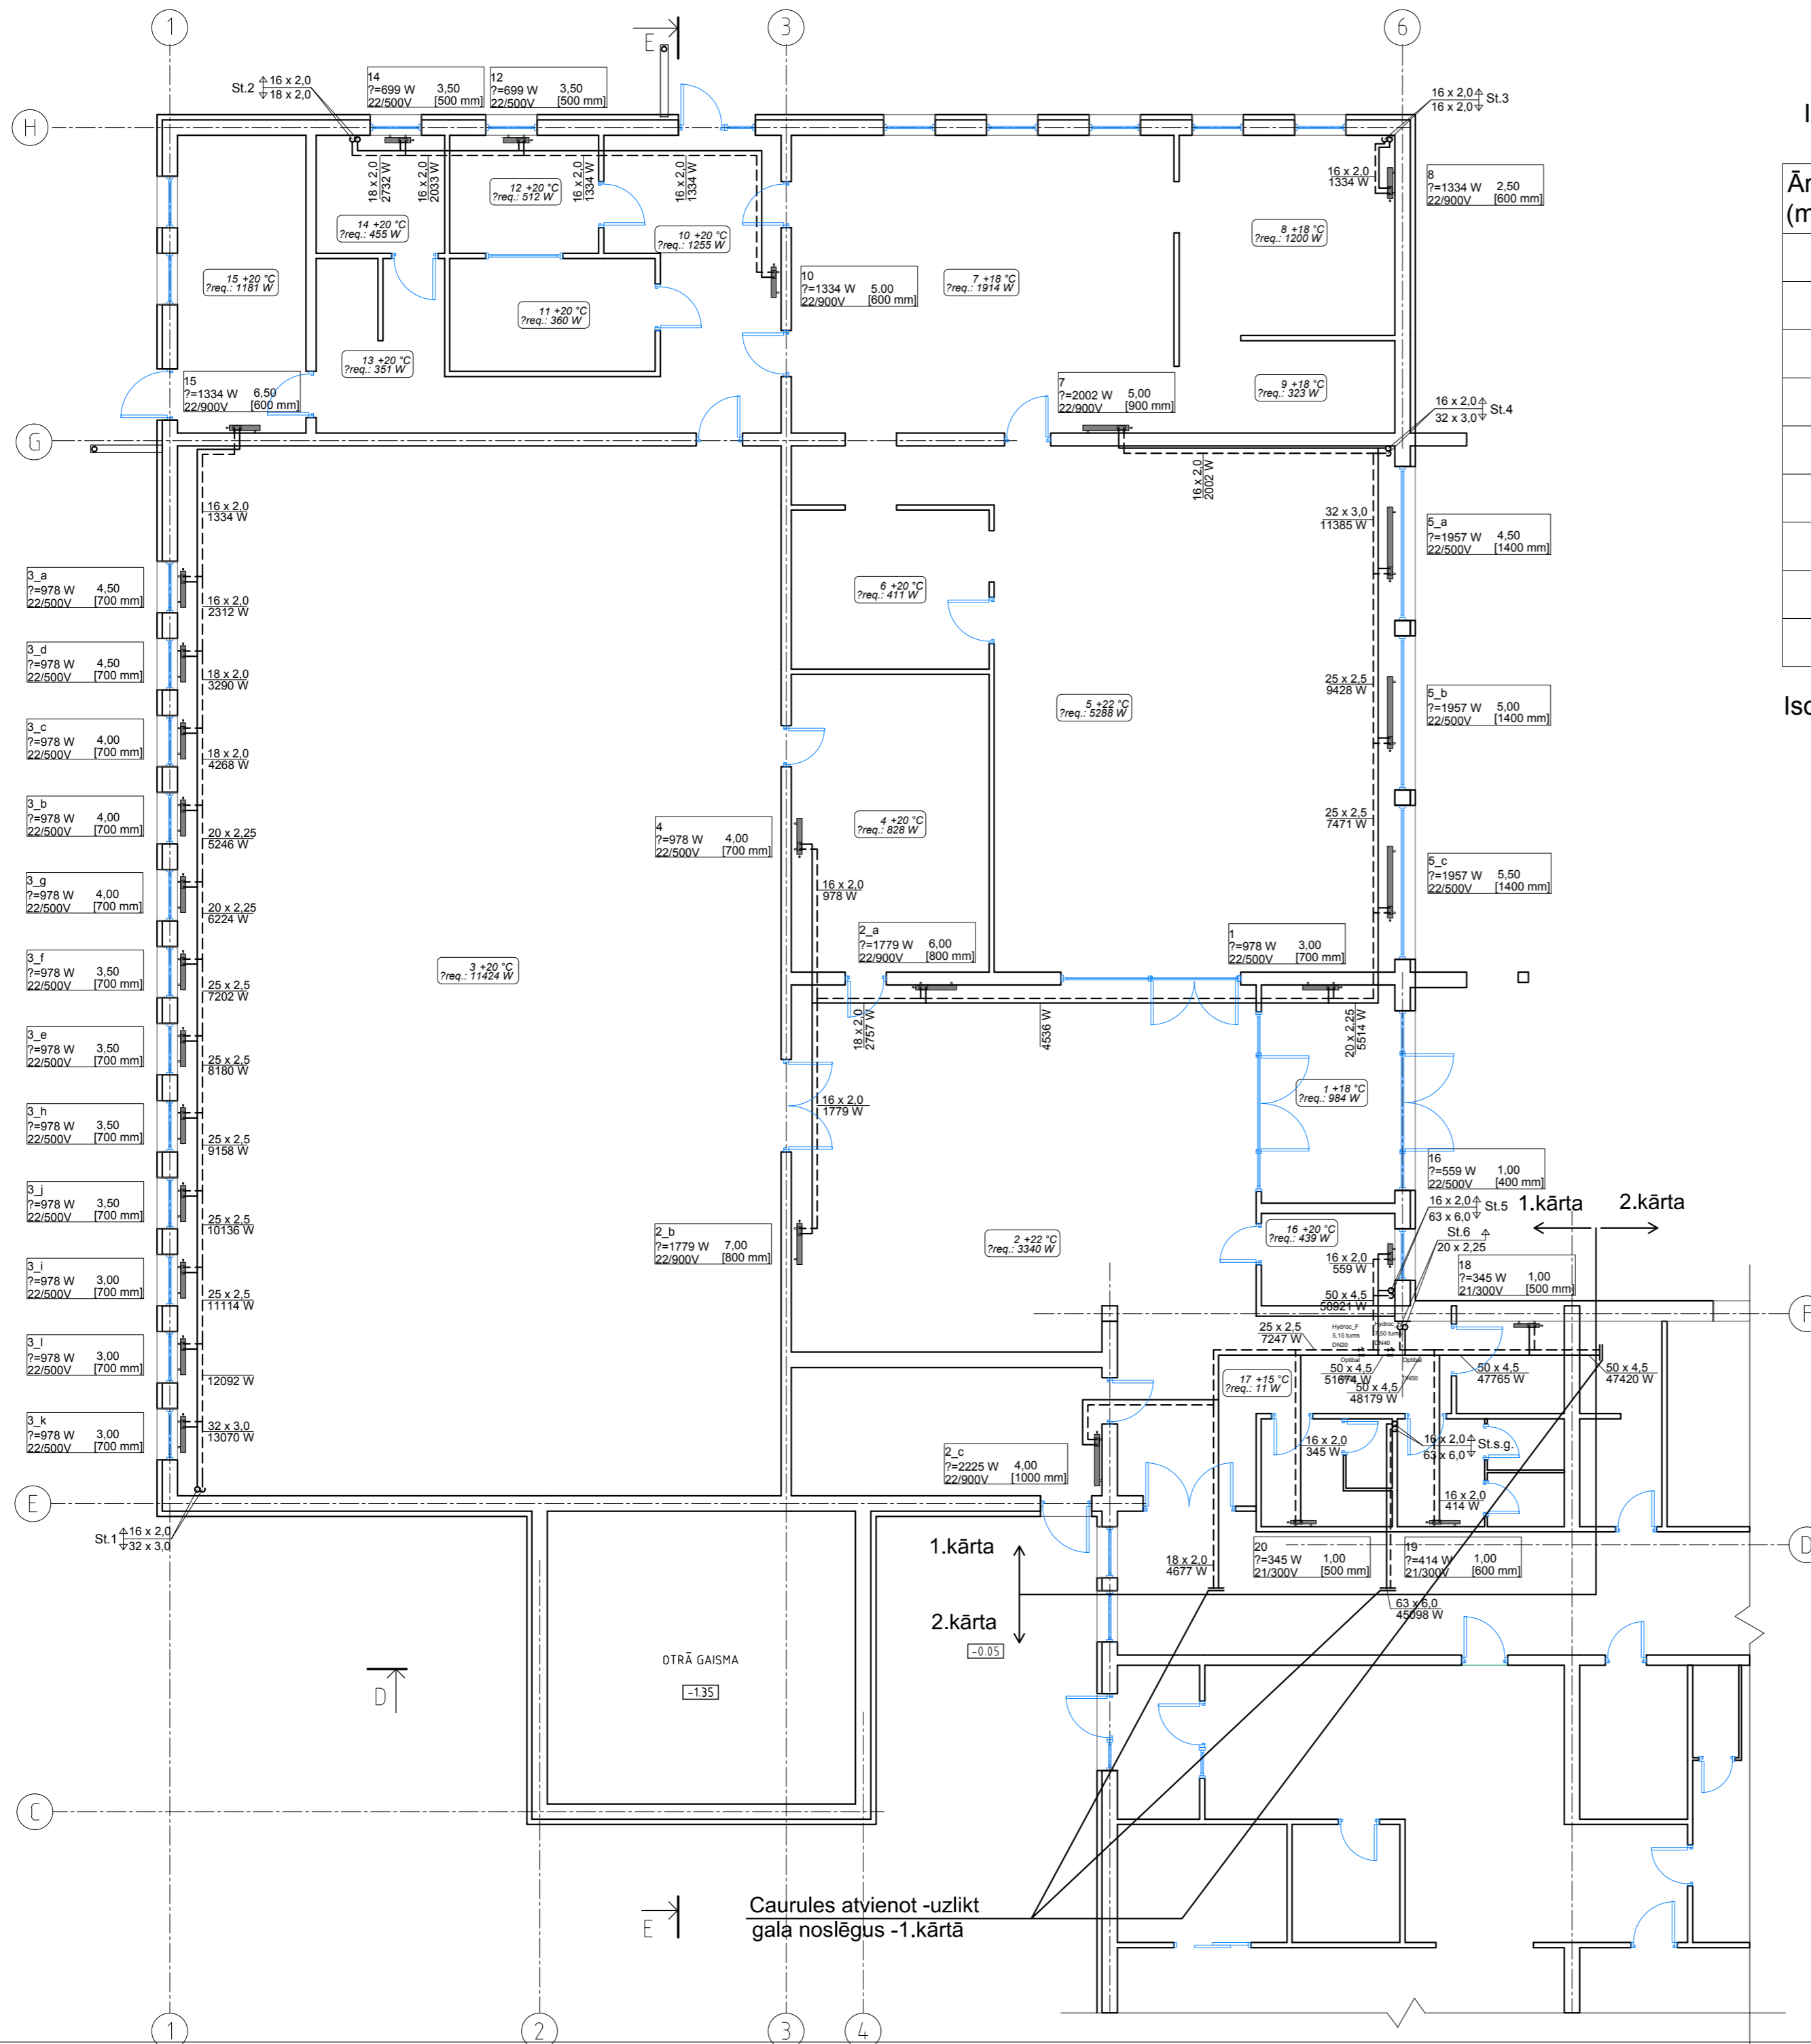 1
3
6
E
St.2
16 x 2,0
18 x 2,0
14
?=699 W 3,50
22/500V [500 mm]
12
?=699 W 3,50
22/500V [500 mm]
16 x 2,0
16 x 2,0
St.3
H
18 x 2,0
2732 W
16 x 2,0
2033 W
16 x 2,0
1334 W
16 x 2,0
1334 W
16 x 2,0
1334 W
8
?=1334 W 2,50
22/900V [600 mm]
12 +20 °C
?req.: 512 W
14 +20 °C
?req.: 455 W
10 +20 °C
?req.: 1255 W
8 +18 °C
?req.: 1200 W
15 +20 °C
?req.: 1181 W
10
?=1334 W 5.00
22/900V [600 mm]
7 +18 °C
?req.: 1914 W
11 +20 °C
?req.: 360 W
13 +20 °C
?req.: 351 W
15
?=1334 W 6,50
22/900V [600 mm]
7
?=2002 W 5,00
22/900V [900 mm]
9 +18 °C
?req.: 323 W
16 x 2,0
32 x 3,0
St.4
G
16 x 2,0
1334 W
16 x 2,0
2002 W
32 x 3,0
11385 W
5_a
?=1957 W 4,50
22/500V [1400 mm]
3_a
?=978 W 4,50
22/500V [700 mm]
16 x 2,0
2312 W
6 +20 °C
?req.: 411 W
3_d
?=978 W 4,50
22/500V [700 mm]
18 x 2,0
3290 W
25 x 2,5
9428 W
5_b
?=1957 W 5,00
22/500V [1400 mm]
5 +22 °C
?req.: 5288 W
3_c
?=978 W 4,00
22/500V [700 mm]
18 x 2,0
4268 W
3_b
?=978 W 4,00
22/500V [700 mm]
20 x 2,25
5246 W
4
?=978 W 4,00
22/500V [700 mm]
4 +20 °C
?req.: 828 W
25 x 2,5
7471 W
5_c
?=1957 W 5,50
22/500V [1400 mm]
3_g
?=978 W 4,00
22/500V [700 mm]
20 x 2,25
6224 W
16 x 2,0
978 W
2_a
?=1779 W 6,00
22/900V [800 mm]
1
?=978 W 3,00
22/500V [700 mm]
3_f
?=978 W 3,50
22/500V [700 mm]
25 x 2,5
7202 W
3 +20 °C
?req.: 11424 W
3_e
?=978 W 3,50
22/500V [700 mm]
25 x 2,5
8180 W
18 x 2,0
2757 W
4536 W
20 x 2,25
5514 W
3_h
?=978 W 3,50
22/500V [700 mm]
25 x 2,5
9158 W
16 x 2,0
1779 W
1 +18 °C
?req.: 984 W
3_j
?=978 W 3,50
22/500V [700 mm]
25 x 2,5
10136 W
16
?=559 W 1,00
22/500V [400 mm]
16 x 2,0
63 x 6,0
St.5
1.kārta
2.kārta
2_b
?=1779 W 7,00
22/900V [800 mm]
2 +22 °C
?req.: 3340 W
16 +20 °C
?req.: 439 W
St.6
20 x 2,25
3_i
?=978 W 3,00
22/500V [700 mm]
25 x 2,5
11114 W
16 x 2,0
559 W
18
?=345 W 1,00
21/300V [500 mm]
50 x 4,5
58921 W
F
3_l
?=978 W 3,00
22/500V [700 mm]
12092 W
25 x 2,5
7247 W
Hydroc_F
5,15 turns
DN20
Optibal
Optibal
DN50
50 x 4,5
51674 W
50 x 4,5
48179 W
50 x 4,5
47765 W
50 x 4,5
47420 W
17 +15 °C
?req.: 11 W
3_k
?=978 W 3,00
22/500V [700 mm]
32 x 3,0
13070 W
2_c
?=2225 W 4,00
22/900V [1000 mm]
16 x 2,0
345 W
16 x 2,0
63 x 6,0
St.s.g.
16 x 2,0
414 W
E
St.1
16 x 2,0
32 x 3,0
D
1.kārta
18 x 2,0
4677 W
20
?=345 W 1,00
21/300V [500 mm]
19
?=414 W 1,00
21/300V [600 mm]
63 x 6,0
45098 W
2.kārta
-0.05
OTRĀ GAISMA
-1.35
D
C
E
Caurules atvienot -uzlikt
gala noslēgus -1.kārtā
1
2
3
4